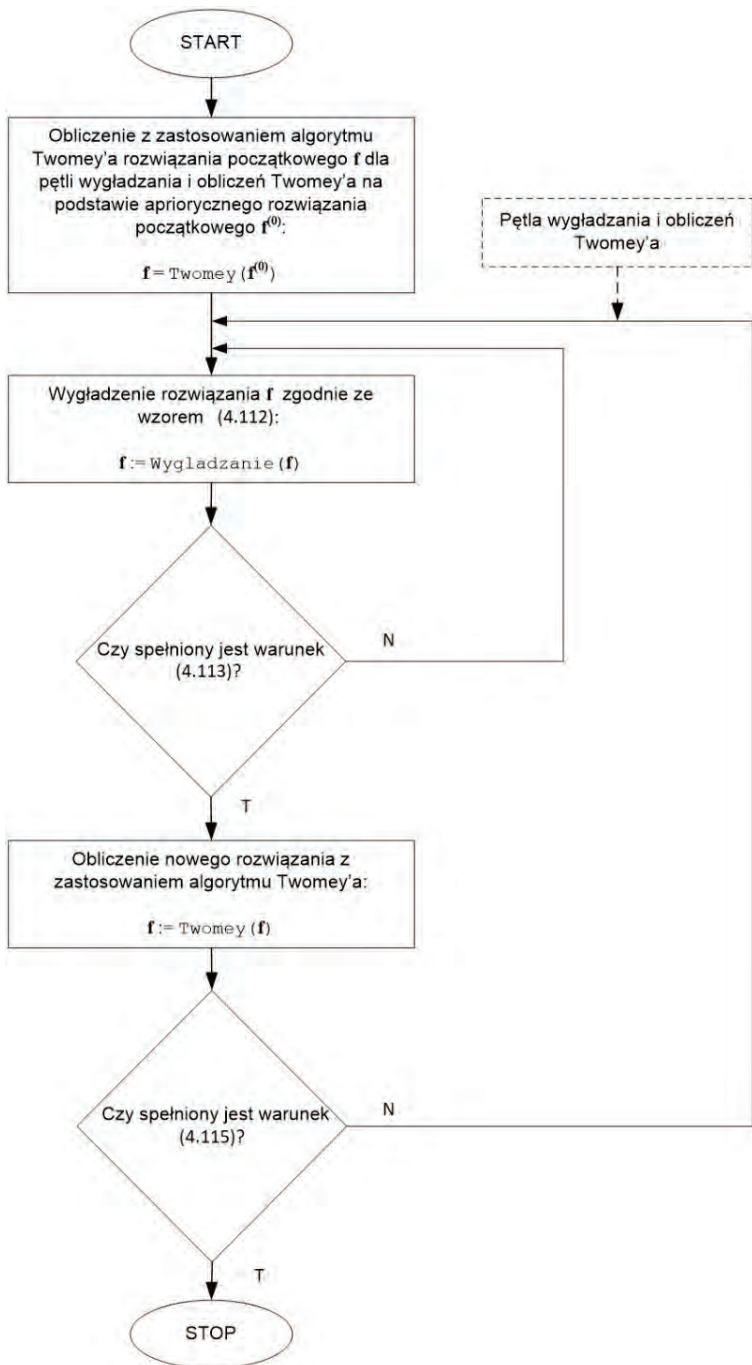 START
Obliczenie z zastosowaniem algorytmu
Twomey'a rozwiązania początkowego f dla
pętli wygładzania i obliczeń Twomey'a na
podstawie apriorycznego rozwiązania
początkowego f⁽⁰⁾:
f = Twomey(f⁽⁰⁾)
Pętla wygładzania i obliczeń
Twomey'a
Wygładzenie rozwiązania f zgodnie ze
wzorem (4.112):
f := Wygladzanie(f)
Czy spełniony jest warunek
(4.113)?
N
T
Obliczenie nowego rozwiązania z
zastosowaniem algorytmu Twomey'a:
f := Twomey(f)
Czy spełniony jest warunek
(4.115)?
N
T
STOP